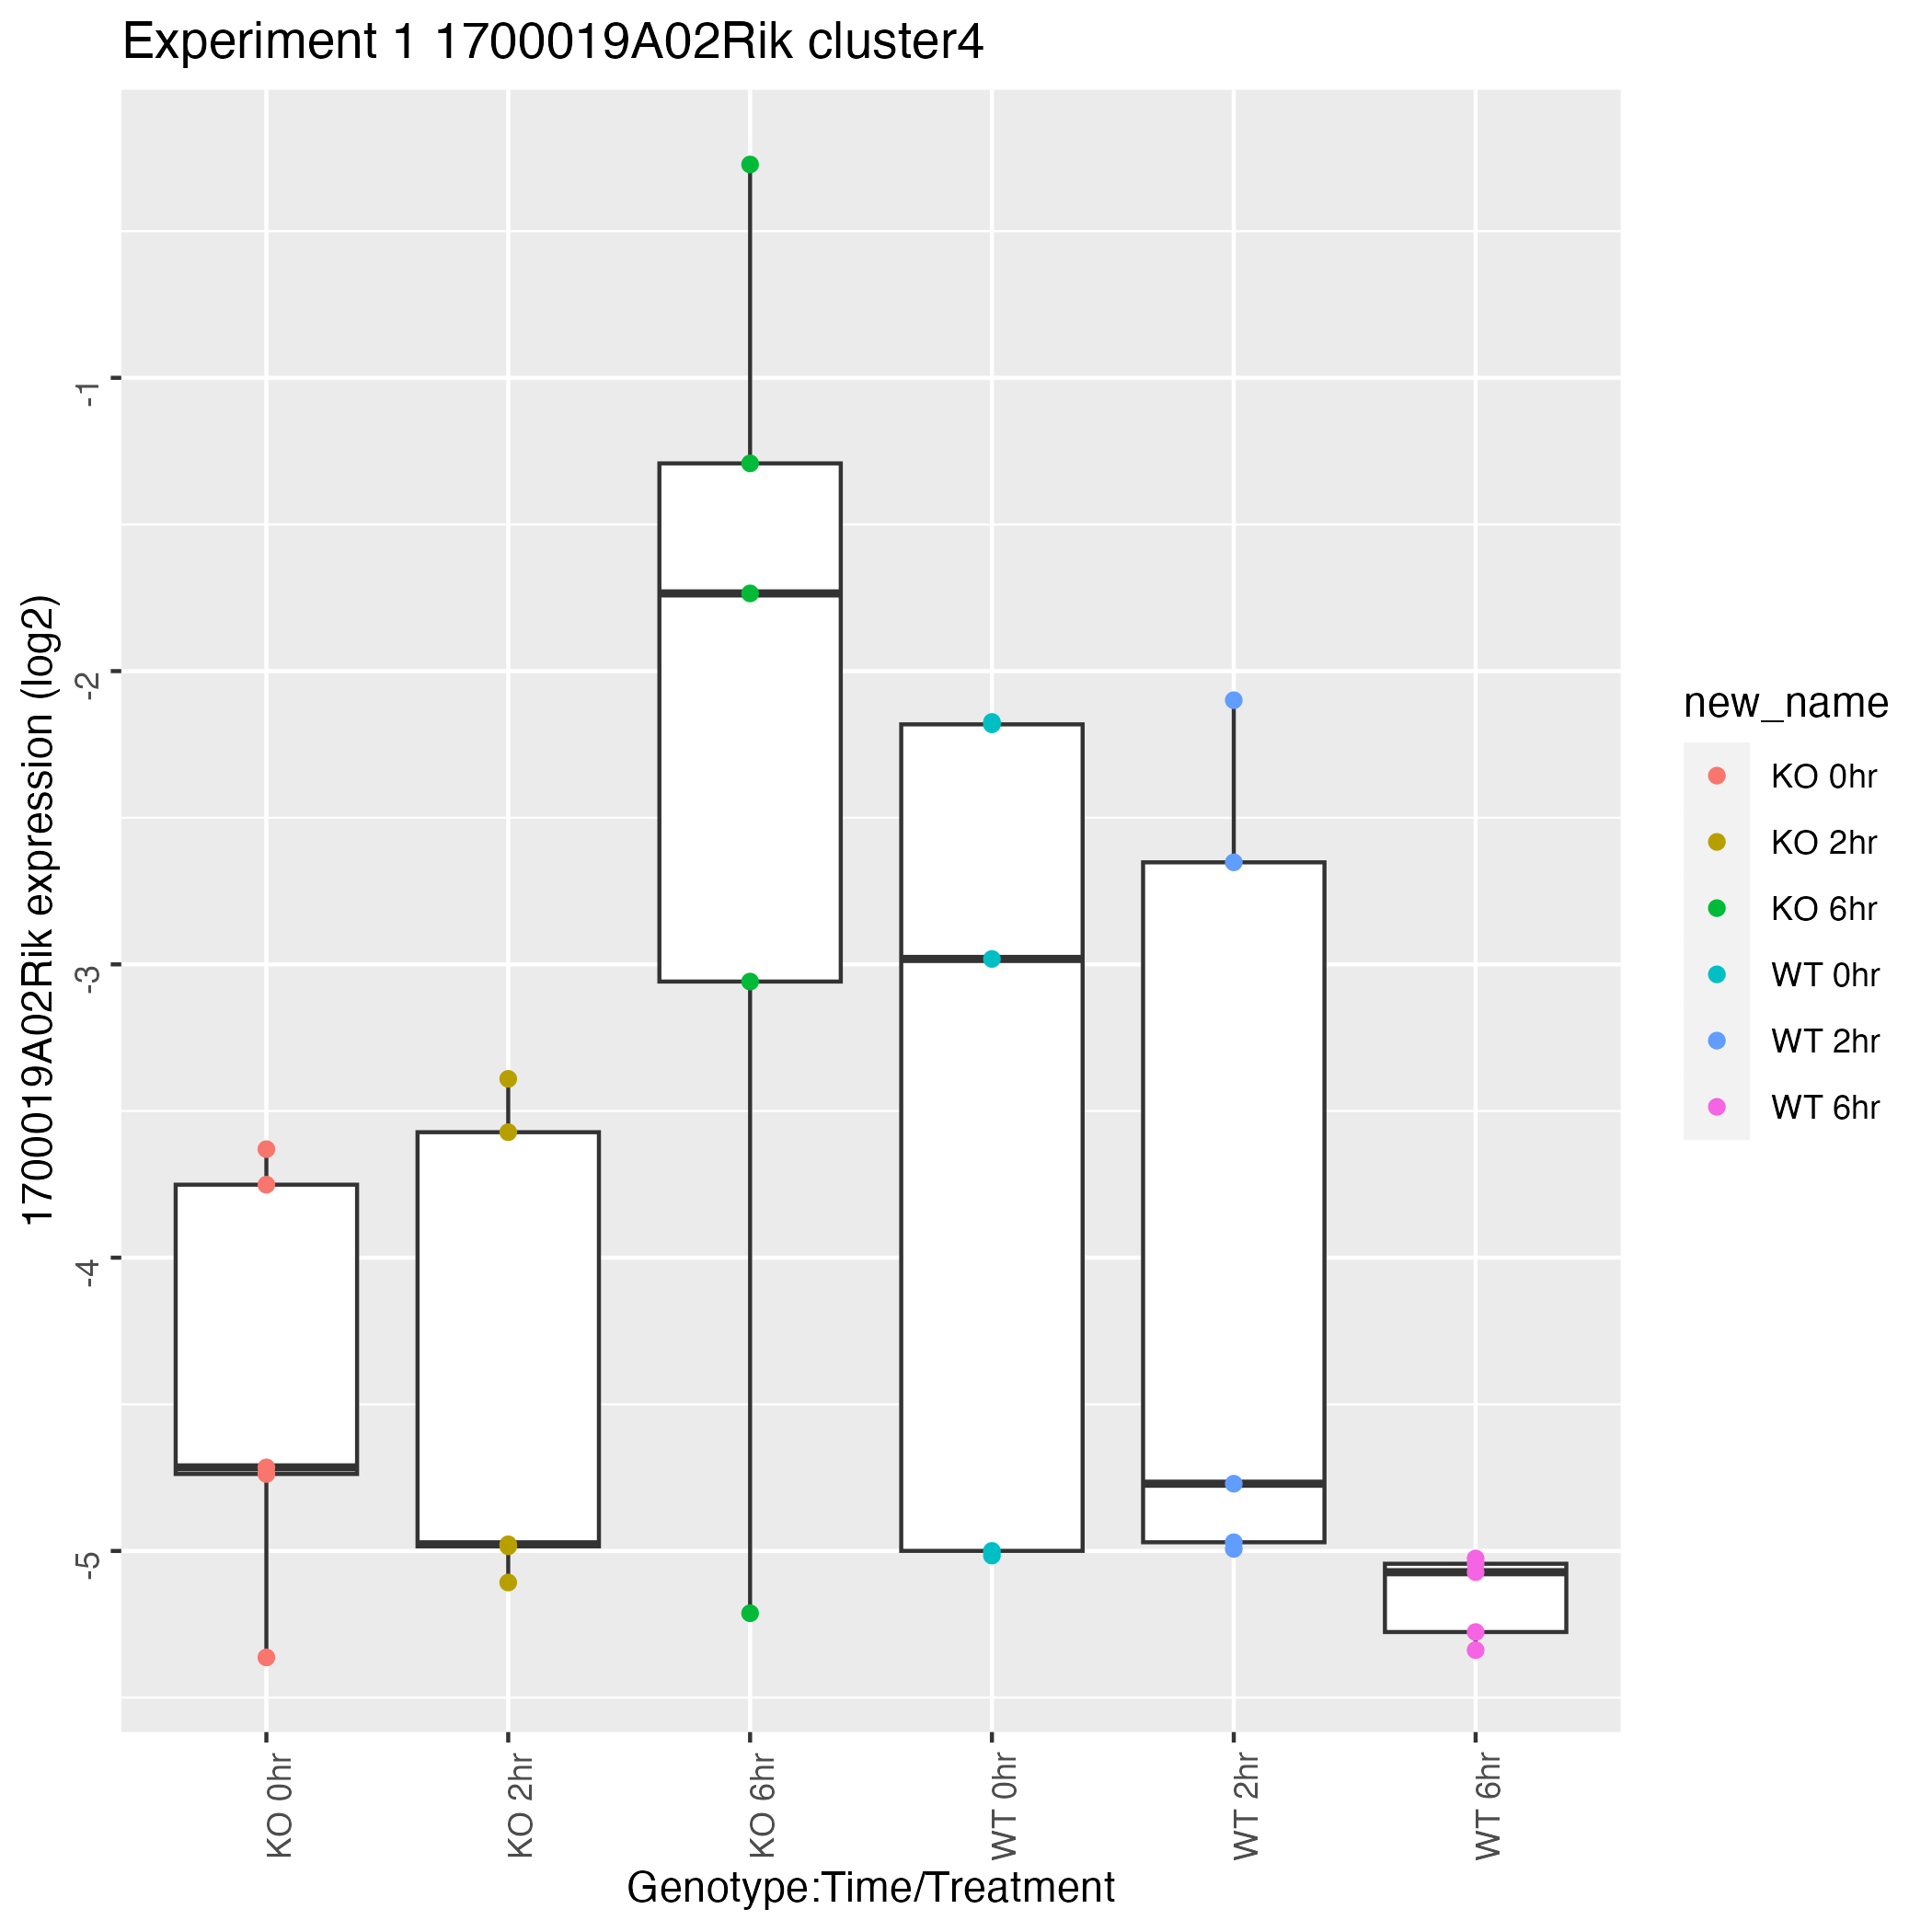 Experiment 1 1700019A02Rik cluster4
1700019A02Rik expression (log2)
-1
-2
-3
-4
-5
KO 0hr
KO 2hr
KO 6hr
WT 0hr
WT 2hr
WT 6hr
Genotype:Time/Treatment
new_name
KO 0hr
KO 2hr
KO 6hr
WT 0hr
WT 2hr
WT 6hr